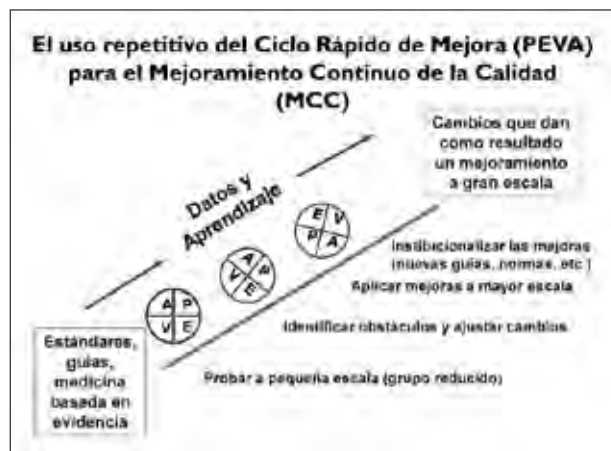 El uso repetitivo del Ciclo Rápido de Mejora (PEVA)
para el Mejoramiento Continuo de la Calidad
(MCC)
Cambios que dan
como resultado
un mejoramiento
a gran escala
Datos y
Aprendizaje
E V
P A
A P
V E
A P
V E
Institucionalizar las mejoras
(nuevas guías, normas, etc.)
Aplicar mejoras a mayor escala
Identificar obstáculos y ajustar cambios
Probar a pequeña escala (grupo reducido)
Estándares,
guías,
medicina
basada en
evidencia